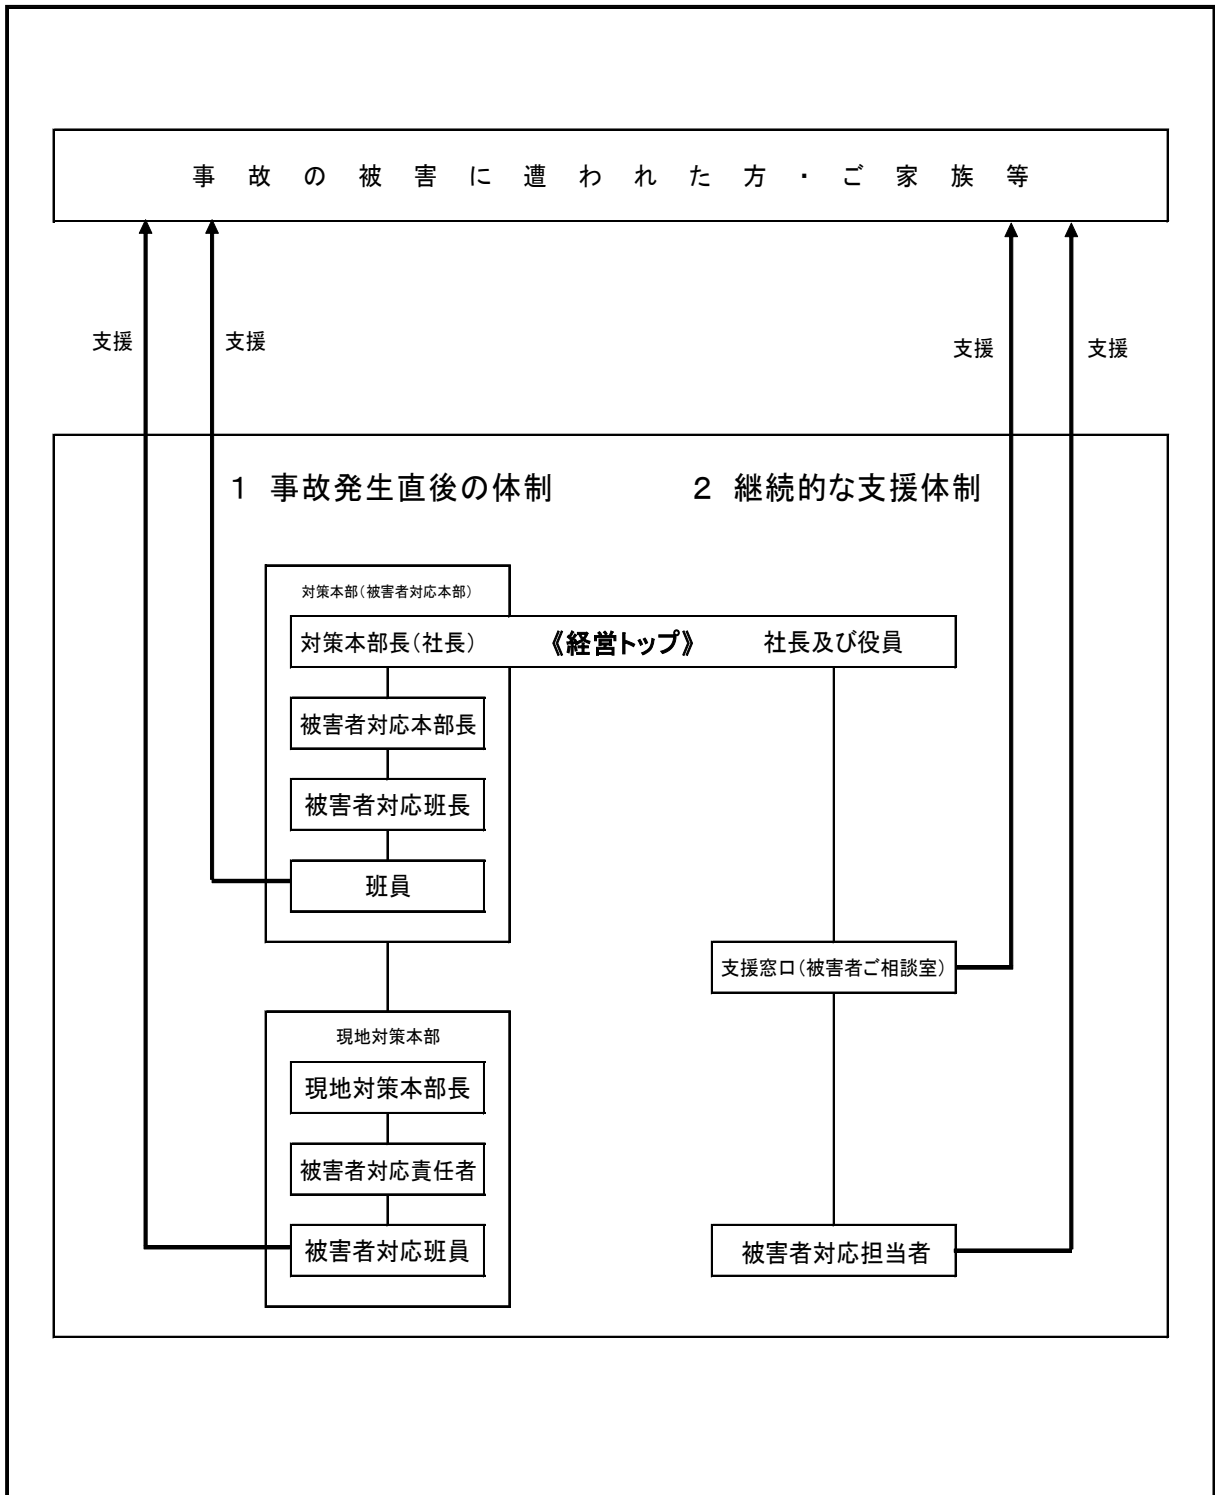 事故の被害に遭われた方・ご家族等
支援
支援
支援
支援
1 事故発生直後の体制
2 継続的な支援体制
対策本部(被害者対応本部)
対策本部長(社長)
《経営トップ》
社長及び役員
被害者対応本部長
被害者対応班長
班員
支援窓口(被害者ご相談室)
現地対策本部
現地対策本部長
被害者対応責任者
被害者対応班員
被害者対応担当者